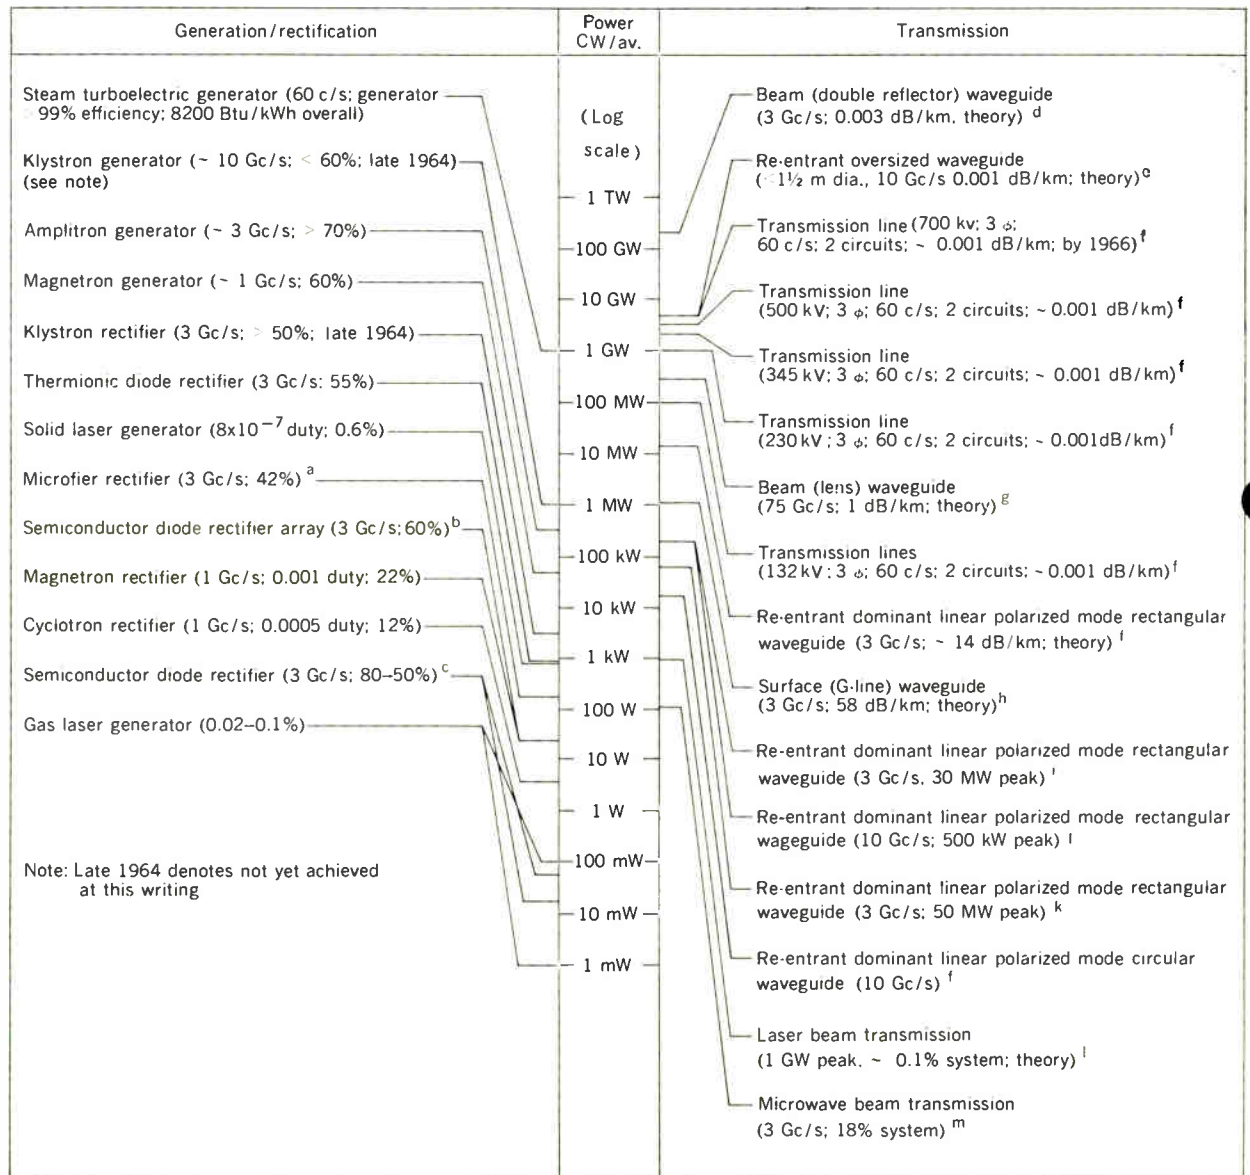 Generation/rectification
Power
CW/av.
Transmission
Steam turboelectric generator (60 c/s; generator
99% efficiency; 8200 Btu/kWh overall)
Klystron generator (~ 10 Gc/s; < 60%; late 1964)
(see note)
Amplitron generator (~ 3 Gc/s; > 70%)
Magnetron generator (~ 1 Gc/s; 60%)
Klystron rectifier (3 Gc/s; > 50%; late 1964)
Thermionic diode rectifier (3 Gc/s; 55%)
Solid laser generator (8x10⁻⁷ duty; 0.6%)
Microfier rectifier (3 Gc/s; 42%) a
Semiconductor diode rectifier array (3 Gc/s; 60%) b
Magnetron rectifier (1 Gc/s; 0.001 duty; 22%)
Cyclotron rectifier (1 Gc/s; 0.0005 duty; 12%)
Semiconductor diode rectifier (3 Gc/s; 80–50%) c
Gas laser generator (0.02–0.1%)
Note: Late 1964 denotes not yet achieved
at this writing
(Log
scale)
1 TW
100 GW
10 GW
1 GW
100 MW
10 MW
1 MW
100 kW
10 kW
1 kW
100 W
10 W
1 W
100 mW
10 mW
1 mW
Beam (double reflector) waveguide
(3 Gc/s; 0.003 dB/km, theory) d
Re-entrant oversized waveguide
(<1½ m dia., 10 Gc/s 0.001 dB/km; theory) e
Transmission line (700 kv; 3 φ;
60 c/s; 2 circuits; ~ 0.001 dB/km; by 1966) f
Transmission line
(500 kV; 3 φ; 60 c/s; 2 circuits; ~ 0.001 dB/km) f
Transmission line
(345 kV; 3 φ; 60 c/s; 2 circuits; ~ 0.001 dB/km) f
Transmission line
(230 kV; 3 φ; 60 c/s; 2 circuits; ~ 0.001dB/km) f
Beam (lens) waveguide
(75 Gc/s; 1 dB/km; theory) g
Transmission lines
(132 kV; 3 φ; 60 c/s; 2 circuits; ~ 0.001 dB/km) f
Re-entrant dominant linear polarized mode rectangular
waveguide (3 Gc/s; ~ 14 dB/km; theory) f
Surface (G-line) waveguide
(3 Gc/s; 58 dB/km; theory) h
Re-entrant dominant linear polarized mode rectangular
waveguide (3 Gc/s, 30 MW peak)
Re-entrant dominant linear polarized mode rectangular
wageguide (10 Gc/s; 500 kW peak)
Re-entrant dominant linear polarized mode rectangular
waveguide (3 Gc/s; 50 MW peak) k
Re-entrant dominant linear polarized mode circular
waveguide (10 Gc/s) f
Laser beam transmission
(1 GW peak, ~ 0.1% system; theory) l
Microwave beam transmission
(3 Gc/s; 18% system) m